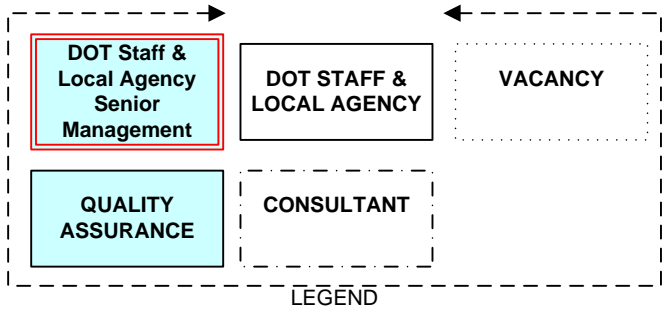 DOT Staff &
Local Agency
Senior
Management
DOT STAFF &
LOCAL AGENCY
VACANCY
QUALITY
ASSURANCE
CONSULTANT
LEGEND